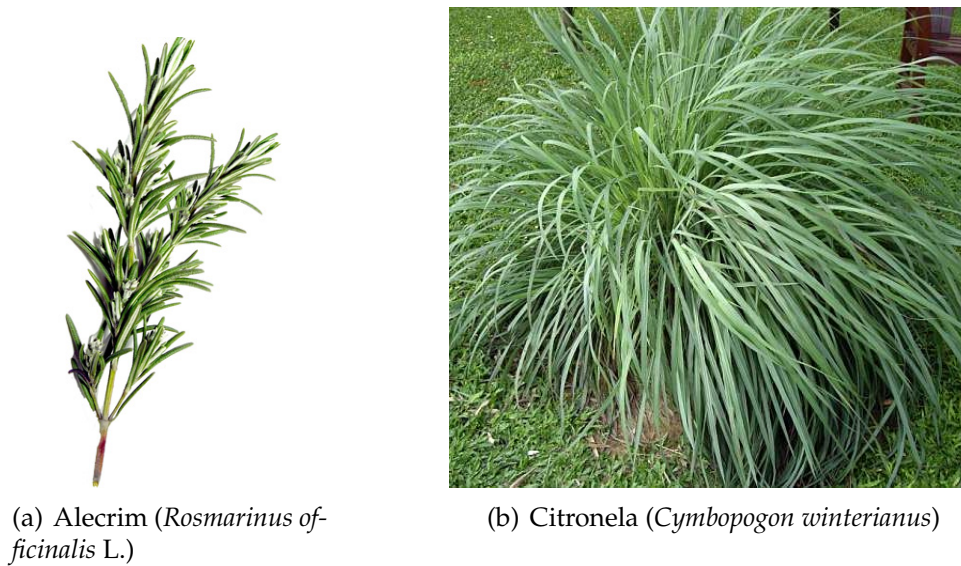 (a) Alecrim (Rosmarinus of-
ficinalis L.)
(b) Citronela (Cymbopogon winterianus)